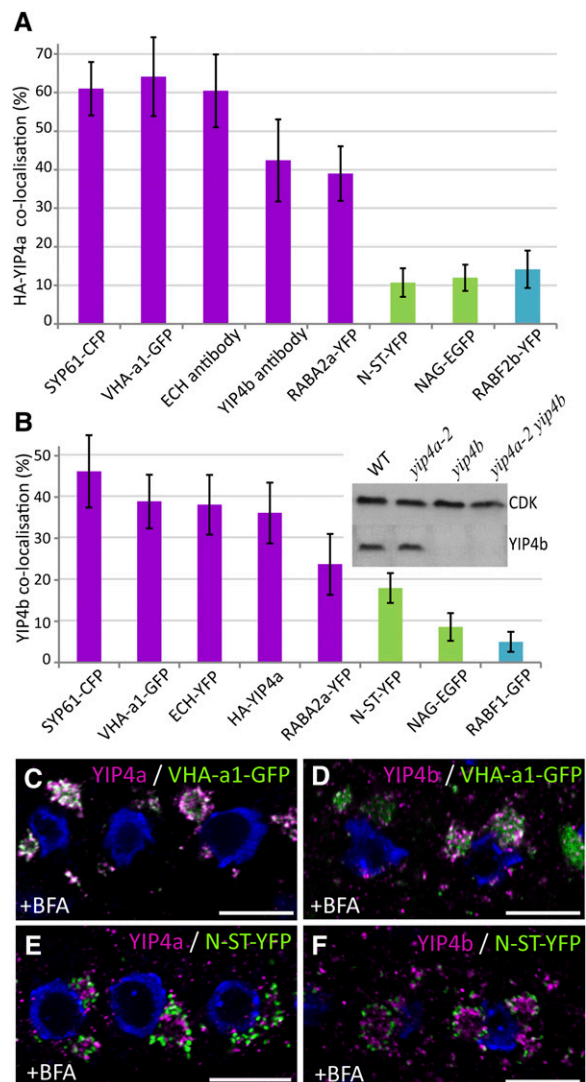 A
HA-YIP4a co-localisation (%)
70
60
50
40
30
20
10
0
SYP61-CFP
VHA-a1-GFP
ECH antibody
YIP4b antibody
RABA2a-YFP
N-ST-YFP
NAG-EGFP
RABF2b-YFP
B
YIP4b co-localisation (%)
50
40
30
20
10
0
WT
yip4a-2
yip4b
yip4a-2 yip4b
CDK
YIP4b
SYP61-CFP
VHA-a1-GFP
ECH-YFP
HA-YIP4a
RABA2a-YFP
N-ST-YFP
NAG-EGFP
RABF1-GFP
C
YIP4a / VHA-a1-GFP
+BFA
D
YIP4b / VHA-a1-GFP
+BFA
E
YIP4a / N-ST-YFP
+BFA
F
YIP4b / N-ST-YFP
+BFA